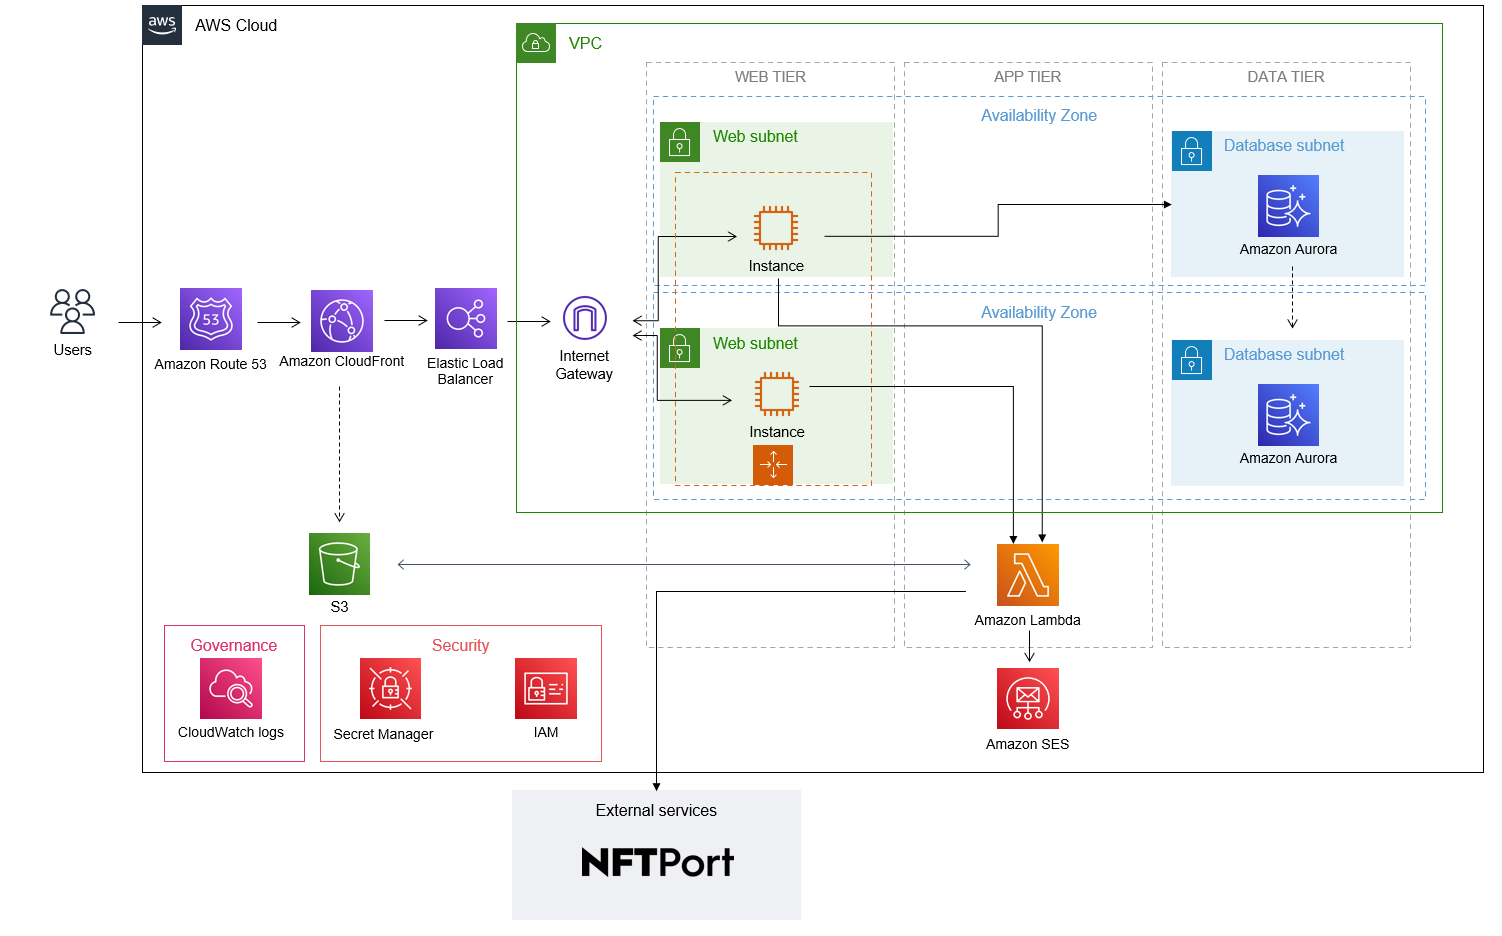 aws
AWS Cloud
VPC
WEB TIER
APP TIER
DATA TIER
Availability Zone
Web subnet
Database subnet
Instance
Amazon Aurora
Users
53
Amazon Route 53
Amazon CloudFront
Elastic Load
Balancer
Internet
Gateway
Availability Zone
Web subnet
Database subnet
Instance
Amazon Aurora
S3
Amazon Lambda
Governance
CloudWatch logs
Security
Secret Manager
IAM
Amazon SES
External services
NFTPort